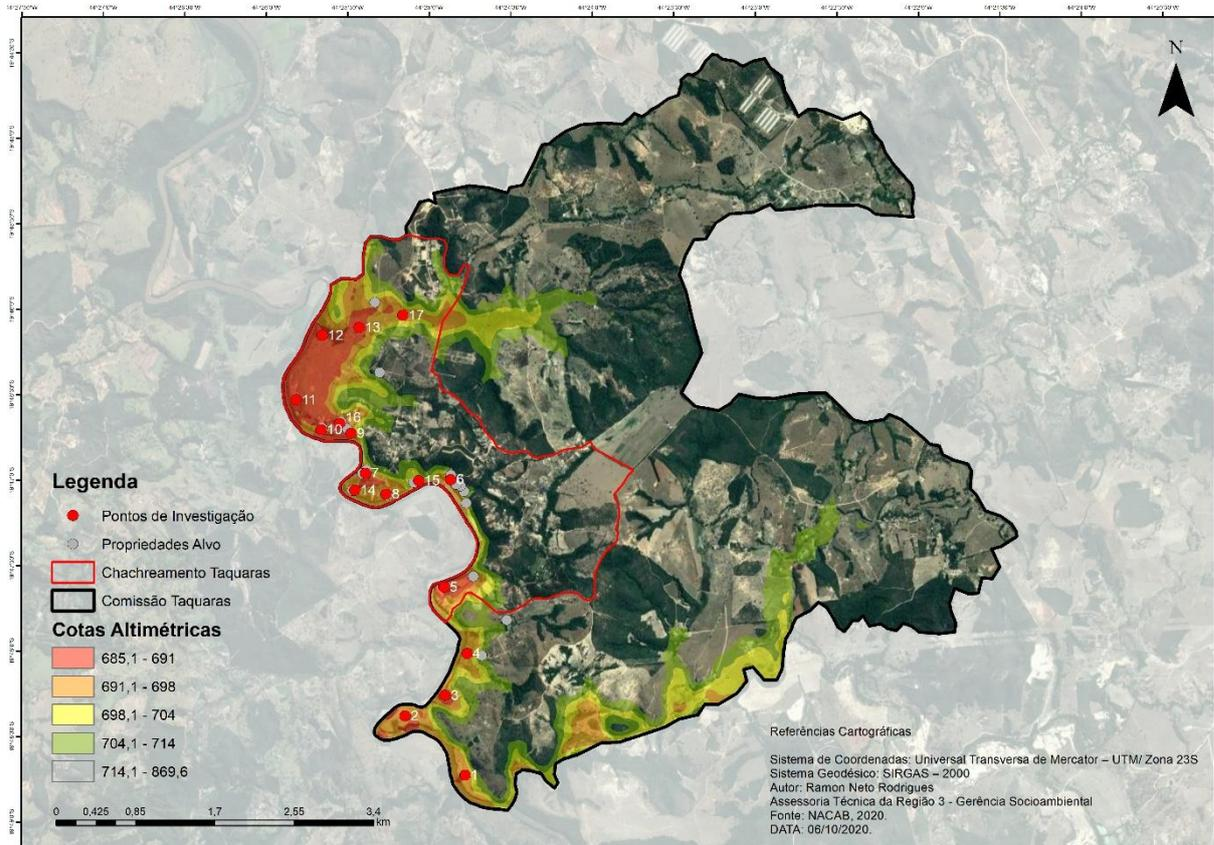 N
17
13
12
11
16
10
9
7
15
6
14
8
5
4
3
2
1
Legenda
Pontos de Investigação
Propriedades Alvo
Chachreamento Taquaras
Comissão Taquaras
Cotas Altimétricas
685,1 - 691
691,1 - 698
698,1 - 704
704,1 - 714
714,1 - 869,6
0 0,425 0,85 1,7 2,55 3,4
km
Referências Cartográficas
Sistema de Coordenadas: Universal Transversa de Mercator – UTM/ Zona 23S
Sistema Geodésico: SIRGAS – 2000
Autor: Ramon Neto Rodrigues
Assessoria Técnica da Região 3 - Gerência Socioambiental
Fonte: NACAB, 2020.
DATA: 06/10/2020.